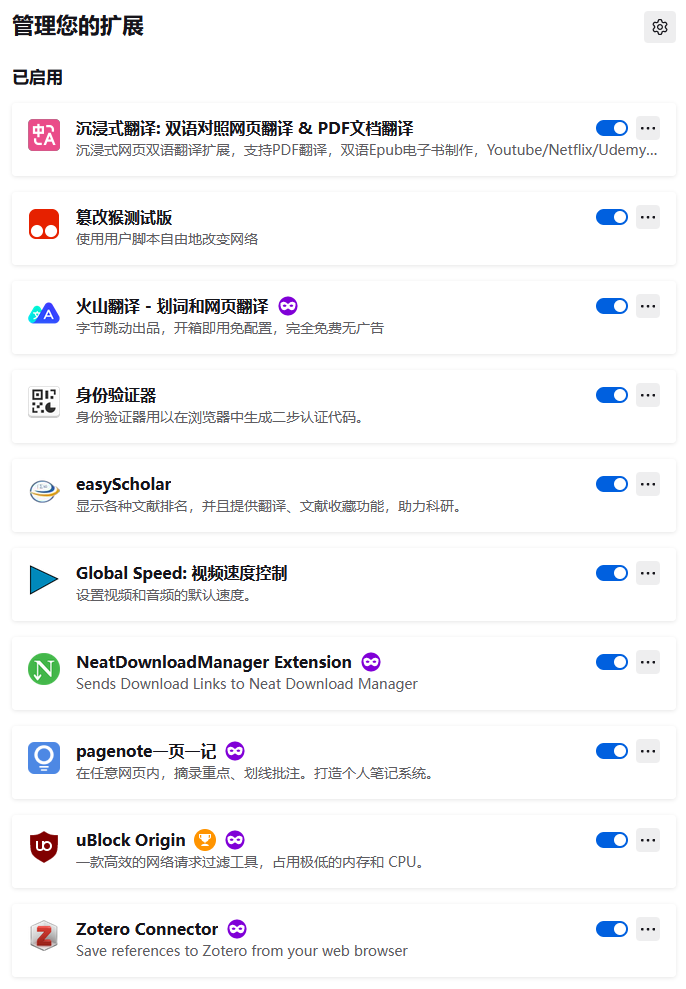 管理您的扩展
已启用
沉浸式翻译: 双语对照网页翻译 & PDF文档翻译
沉浸式网页双语翻译扩展，支持PDF翻译，双语Epub电子书制作，Youtube/Netflix/Udemy...
篡改猴测试版
使用用户脚本自由地改变网络
火山翻译 - 划词和网页翻译
字节跳动出品，开箱即用免配置，完全免费无广告
身份验证器
身份验证器用以在浏览器中生成二步认证代码。
easyScholar
显示各种文献排名，并且提供翻译、文献收藏功能，助力科研。
Global Speed: 视频速度控制
设置视频和音频的默认速度。
NeatDownloadManager Extension
Sends Download Links to Neat Download Manager
pagenote一页一记
在任意网页内，摘录重点、划线批注。打造个人笔记系统。
uBlock Origin
一款高效的网络请求过滤工具，占用极低的内存和 CPU。
Zotero Connector
Save references to Zotero from your web browser